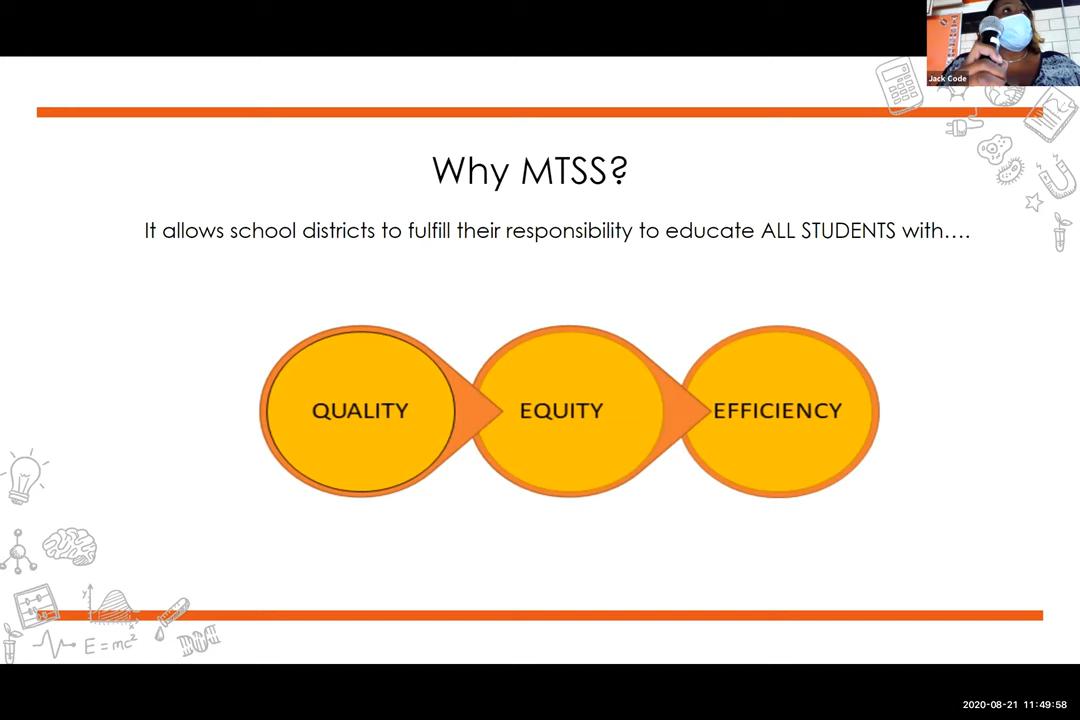 Jack Code
Why MTSS?
It allows school districts to fulfill their responsibility to educate ALL STUDENTS with....
QUALITY
EQUITY
EFFICIENCY
y
x
E=mc²
2020-08-21 11:49:58